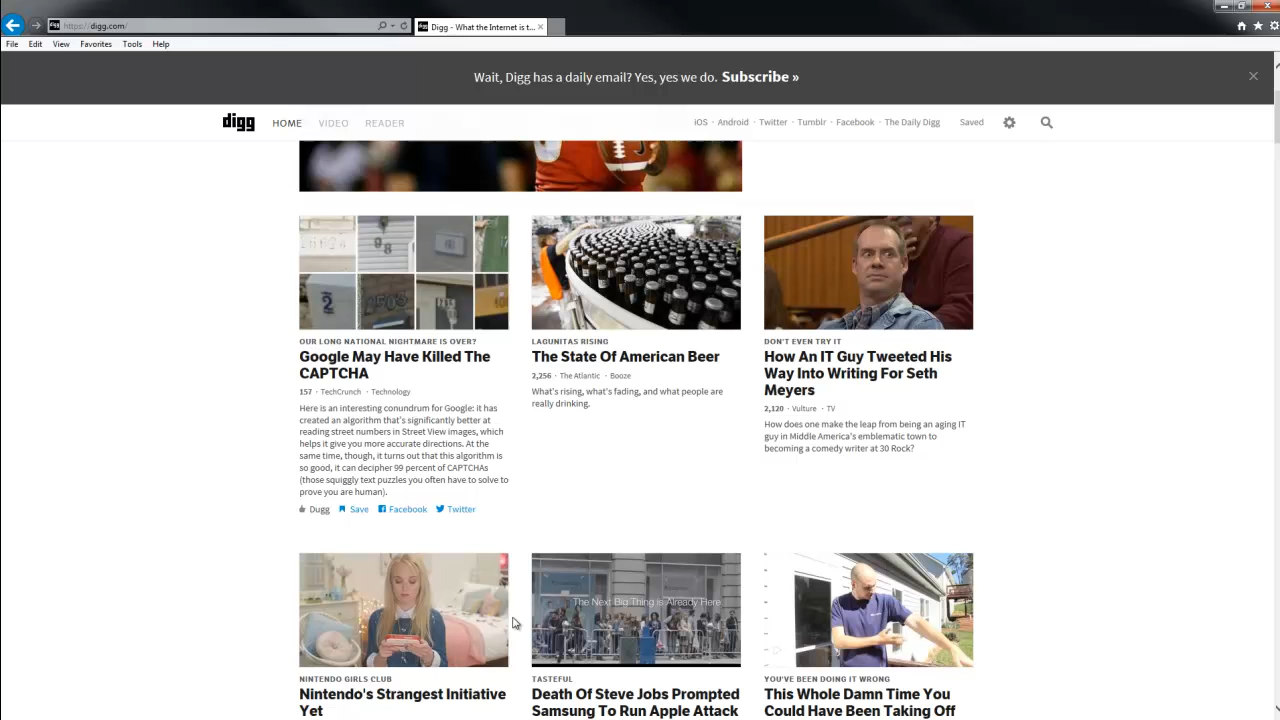 https://digg.com/
Digg - What the Internet is t...
File Edit View Favorites Tools Help
Wait, Digg has a daily email? Yes, yes we do. Subscribe »
digg HOME VIDEO READER
iOS · Android · Twitter · Tumblr · Facebook · The Daily Digg Saved
98
2
2503
OUR LONG NATIONAL NIGHTMARE IS OVER?
Google May Have Killed The
CAPTCHA
157 · TechCrunch · Technology
Here is an interesting conundrum for Google: it has
created an algorithm that's significantly better at
reading street numbers in Street View images, which
helps it give you more accurate directions. At the
same time, though, it turns out that this algorithm is
so good, it can decipher 99 percent of CAPTCHAs
(those squiggly text puzzles you often have to solve to
prove you are human).
Dugg Save Facebook Twitter
LAGUNITAS RISING
The State Of American Beer
2,256 · The Atlantic · Booze
What's rising, what's fading, and what people are
really drinking.
DON'T EVEN TRY IT
How An IT Guy Tweeted His
Way Into Writing For Seth
Meyers
2,120 · Vulture · TV
How does one make the leap from being an aging IT
guy in Middle America's emblematic town to
becoming a comedy writer at 30 Rock?
NINTENDO GIRLS CLUB
Nintendo's Strangest Initiative
Yet
The Next Big Thing is Already Here
TASTEFUL
Death Of Steve Jobs Prompted
Samsung To Run Apple Attack
YOU'VE BEEN DOING IT WRONG
This Whole Damn Time You
Could Have Been Taking Off